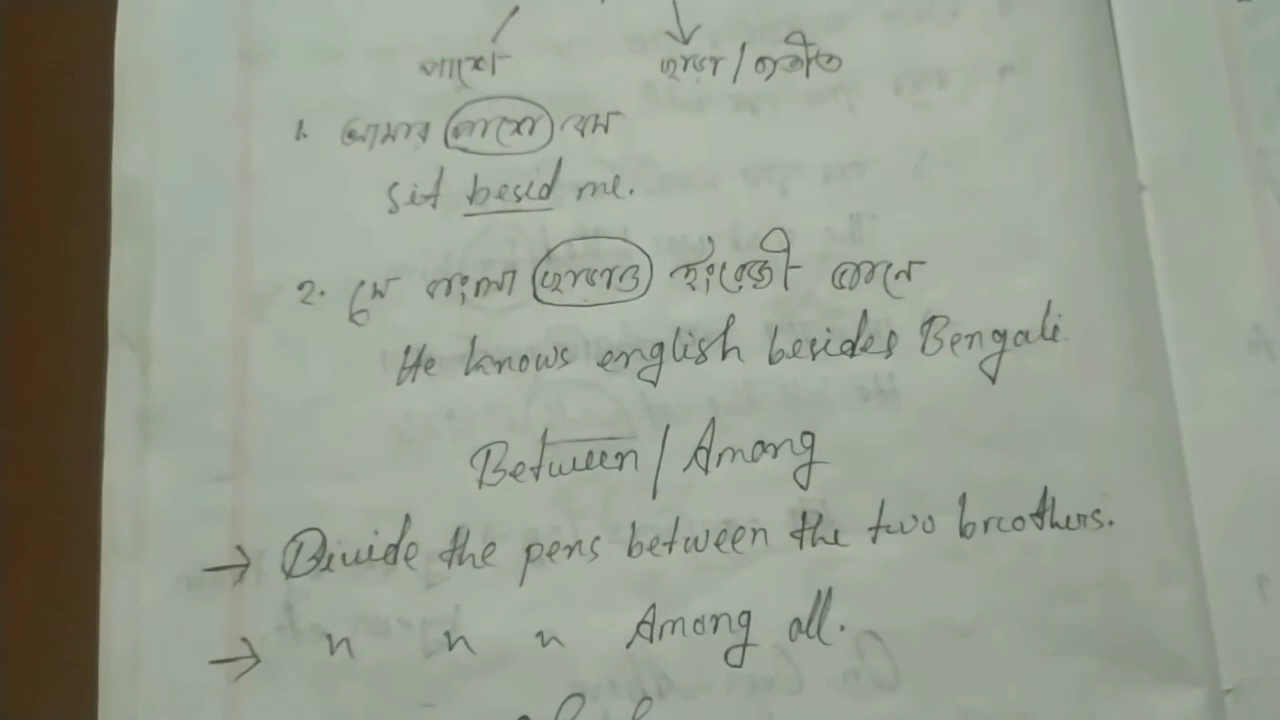 পাশে ছাড়া / ব্যতীত
1. আমার পাশে বস
sit besid me.
2. সে বাংলা ছাড়াও ইংরেজী জানে
He knows english besides Bengali.
Between / Among
→ Divide the pens between the two brothers.
→ " " " Among all.